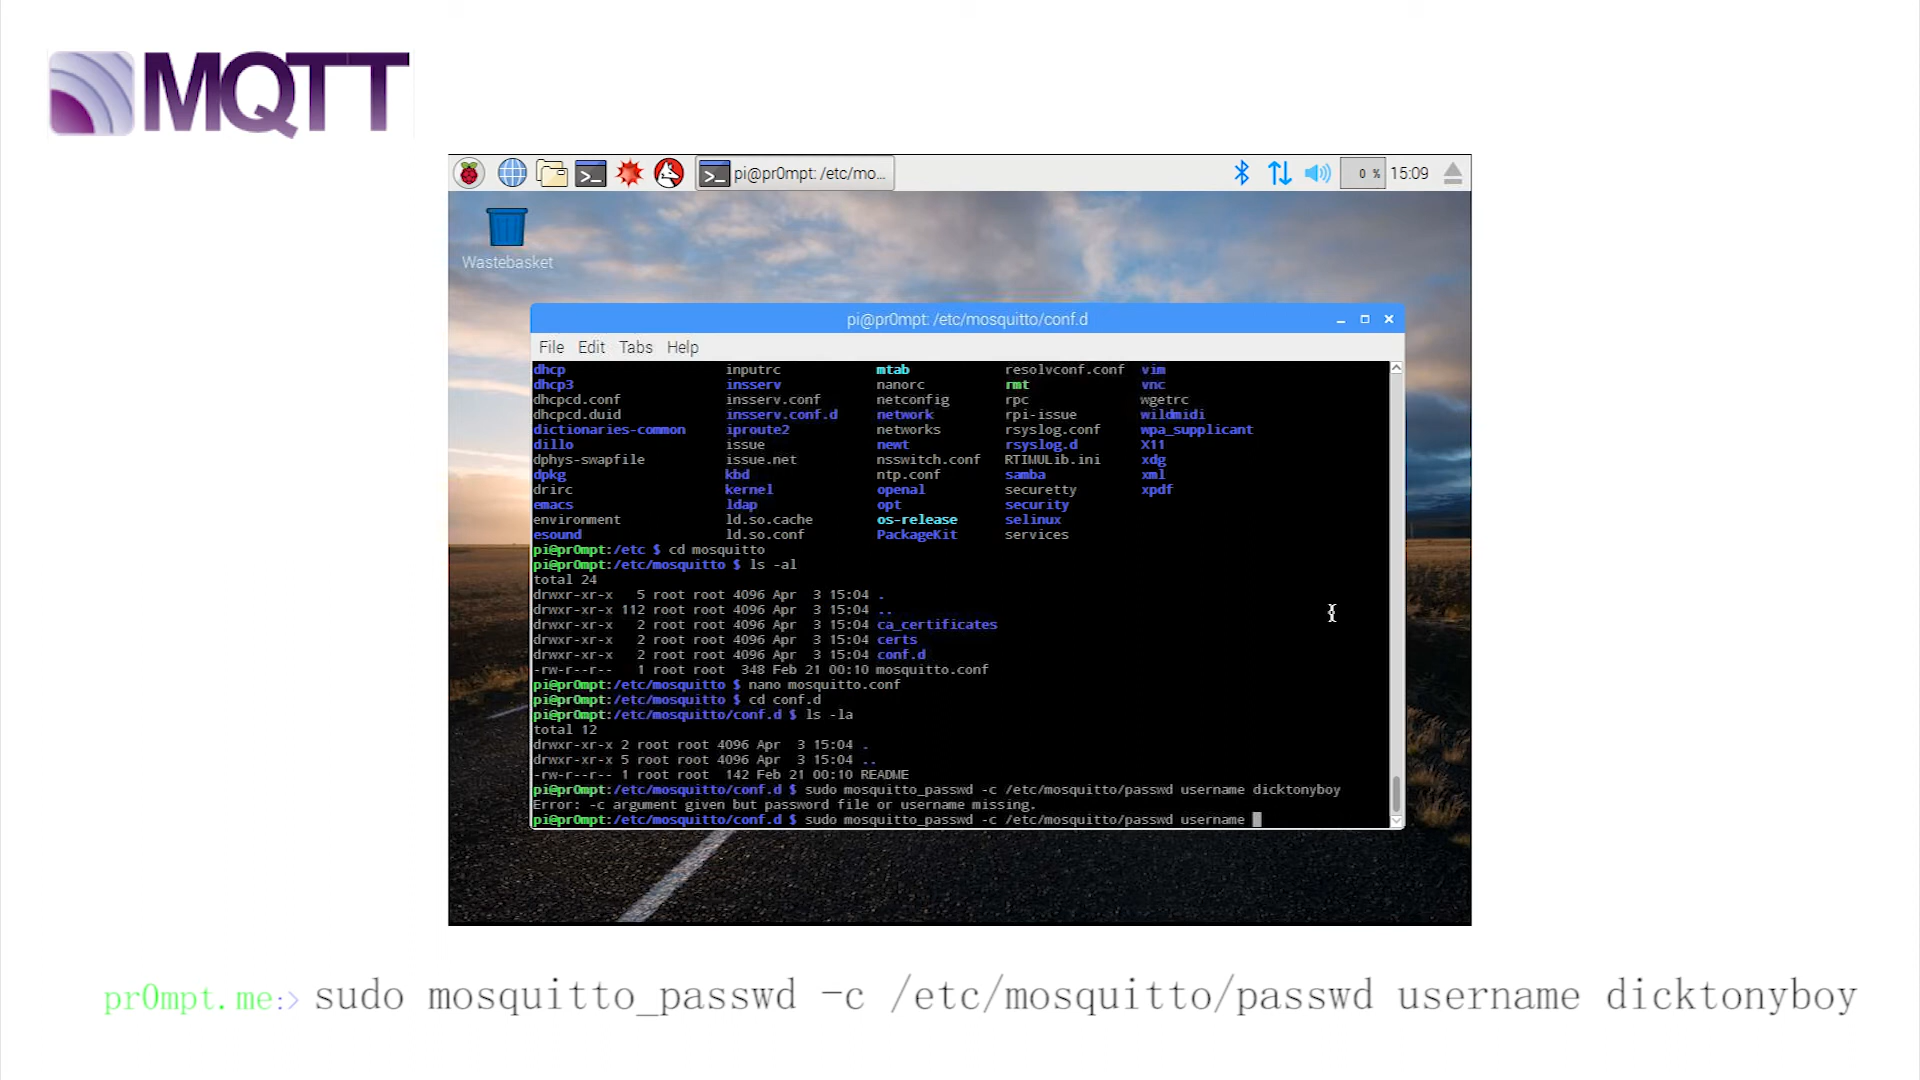 MQTT
pi@pr0mpt: /etc/mo...
0 %
15:09
Wastebasket
pi@pr0mpt: /etc/mosquitto/conf.d
File Edit Tabs Help
dhcp inputrc mtab resolvconf.conf vim
dhcp3 insserv nanorc rmt vnc
dhcpcd.conf insserv.conf netconfig rpc wgetrc
dhcpcd.duid insserv.conf.d network rpi-issue wildmidi
dictionaries-common iproute2 networks rsyslog.conf wpa_supplicant
dillo issue newt rsyslog.d X11
dphys-swapfile issue.net nsswitch.conf RTIMULib.ini xdg
dpkg kbd ntp.conf samba xml
drirc kernel openal securetty xpdf
emacs ldap opt security
environment ld.so.cache os-release selinux
esound ld.so.conf PackageKit services
pi@pr0mpt:/etc $ cd mosquitto
pi@pr0mpt:/etc/mosquitto $ ls -al
total 24
drwxr-xr-x 5 root root 4096 Apr 3 15:04 .
drwxr-xr-x 112 root root 4096 Apr 3 15:04 ..
drwxr-xr-x 2 root root 4096 Apr 3 15:04 ca_certificates
drwxr-xr-x 2 root root 4096 Apr 3 15:04 certs
drwxr-xr-x 2 root root 4096 Apr 3 15:04 conf.d
-rw-r--r-- 1 root root 348 Feb 21 00:10 mosquitto.conf
pi@pr0mpt:/etc/mosquitto $ nano mosquitto.conf
pi@pr0mpt:/etc/mosquitto $ cd conf.d
pi@pr0mpt:/etc/mosquitto/conf.d $ ls -la
total 12
drwxr-xr-x 2 root root 4096 Apr 3 15:04 .
drwxr-xr-x 5 root root 4096 Apr 3 15:04 ..
-rw-r--r-- 1 root root 142 Feb 21 00:10 README
pi@pr0mpt:/etc/mosquitto/conf.d $ sudo mosquitto_passwd -c /etc/mosquitto/passwd username dicktonyboy
Error: -c argument given but password file or username missing.
pi@pr0mpt:/etc/mosquitto/conf.d $ sudo mosquitto_passwd -c /etc/mosquitto/passwd username
pr0mpt.me:> sudo mosquitto_passwd -c /etc/mosquitto/passwd username dicktonyboy